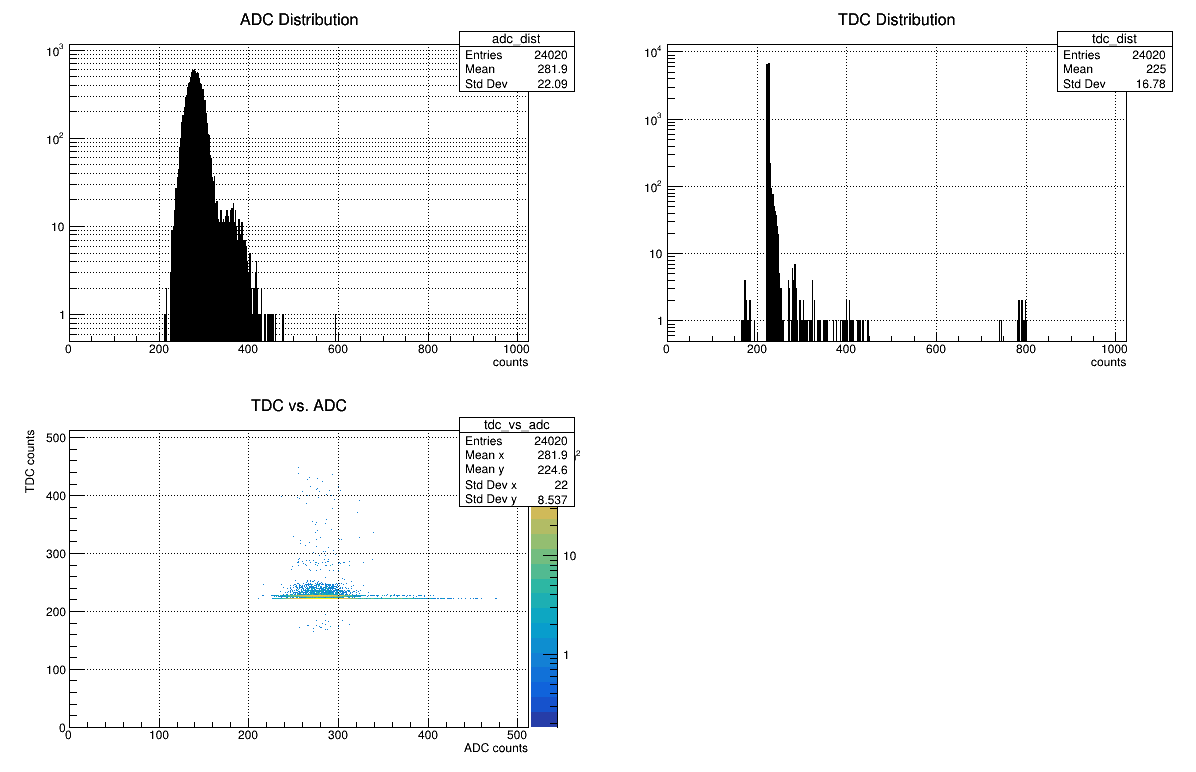 ADC Distribution
adc_dist
Entries 24020
Mean 281.9
Std Dev 22.09
10³
10²
10
1
0 200 400 600 800 1000
counts
TDC Distribution
tdc_dist
Entries 24020
Mean 225
Std Dev 16.78
10⁴
10³
10²
10
1
0 200 400 600 800 1000
counts
TDC vs. ADC
tdc_vs_adc
Entries 24020
Mean x 281.9
Mean y 224.6
Std Dev x 22
Std Dev y 8.537
TDC counts
500
400
300
200
100
0
0 100 200 300 400 500
ADC counts
2
10
1